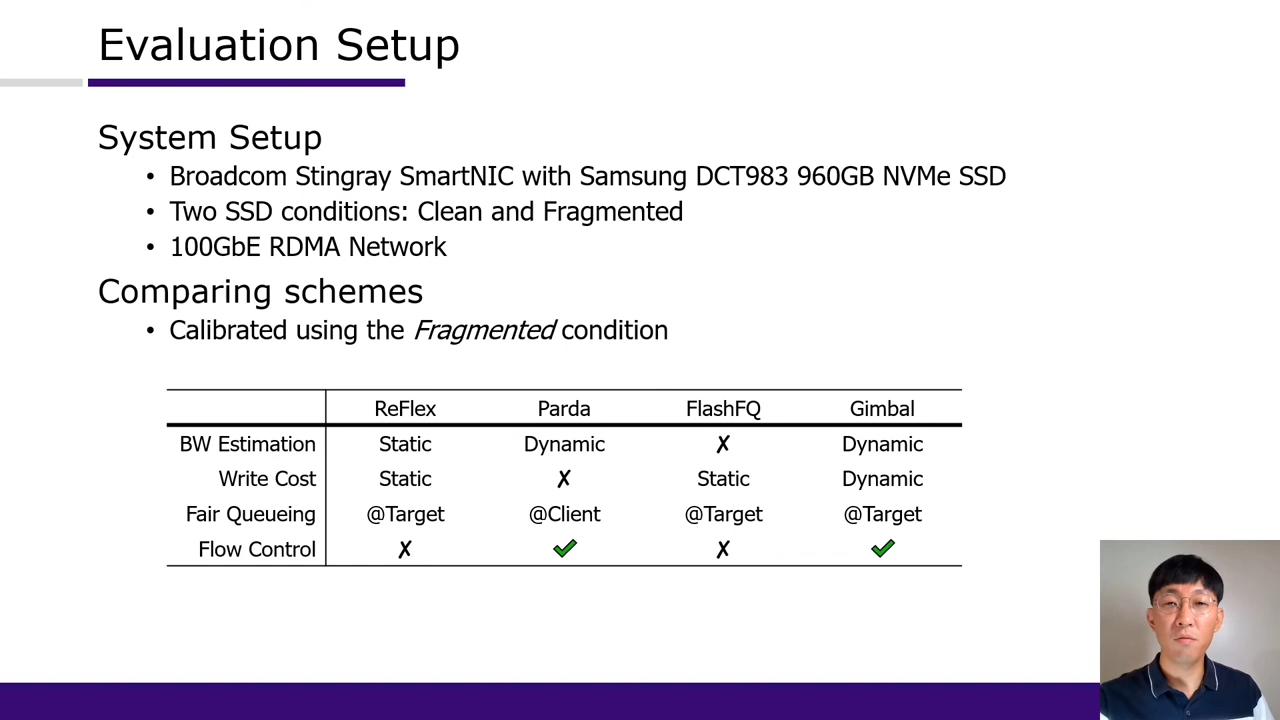 Evaluation Setup
System Setup
• Broadcom Stingray SmartNIC with Samsung DCT983 960GB NVMe SSD
• Two SSD conditions: Clean and Fragmented
• 100GbE RDMA Network
Comparing schemes
• Calibrated using the Fragmented condition
ReFlex Parda FlashFQ Gimbal
BW Estimation Static Dynamic ✗ Dynamic
Write Cost Static ✗ Static Dynamic
Fair Queueing @Target @Client @Target @Target
Flow Control ✗ ✓ ✗ ✓